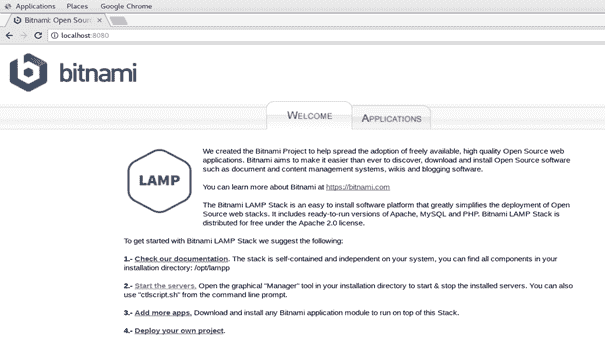 Applications Places Google Chrome
Bitnami: Open Sour
localhost:8080
bitnami
WELCOME
APPLICATIONS
LAMP
We created the Bitnami Project to help spread the adoption of freely available, high quality Open Source web
applications. Bitnami aims to make it easier than ever to discover, download and install Open Source software
such as document and content management systems, wikis and blogging software.
You can learn more about Bitnami at https://bitnami.com
The Bitnami LAMP Stack is an easy to install software platform that greatly simplifies the deployment of Open
Source web stacks. It includes ready-to-run versions of Apache, MySQL and PHP. Bitnami LAMP Stack is
distributed for free under the Apache 2.0 license.
To get started with Bitnami LAMP Stack we suggest the following:
1.- Check our documentation. The stack is self-contained and independent on your system, you can find all components in your
installation directory: /opt/lampp
2.- Start the servers. Open the graphical "Manager" tool in your installation directory to start & stop the installed servers. You can also
use "ctlscript.sh" from the command line prompt.
3.- Add more apps. Download and install any Bitnami application module to run on top of this Stack.
4.- Deploy your own project.